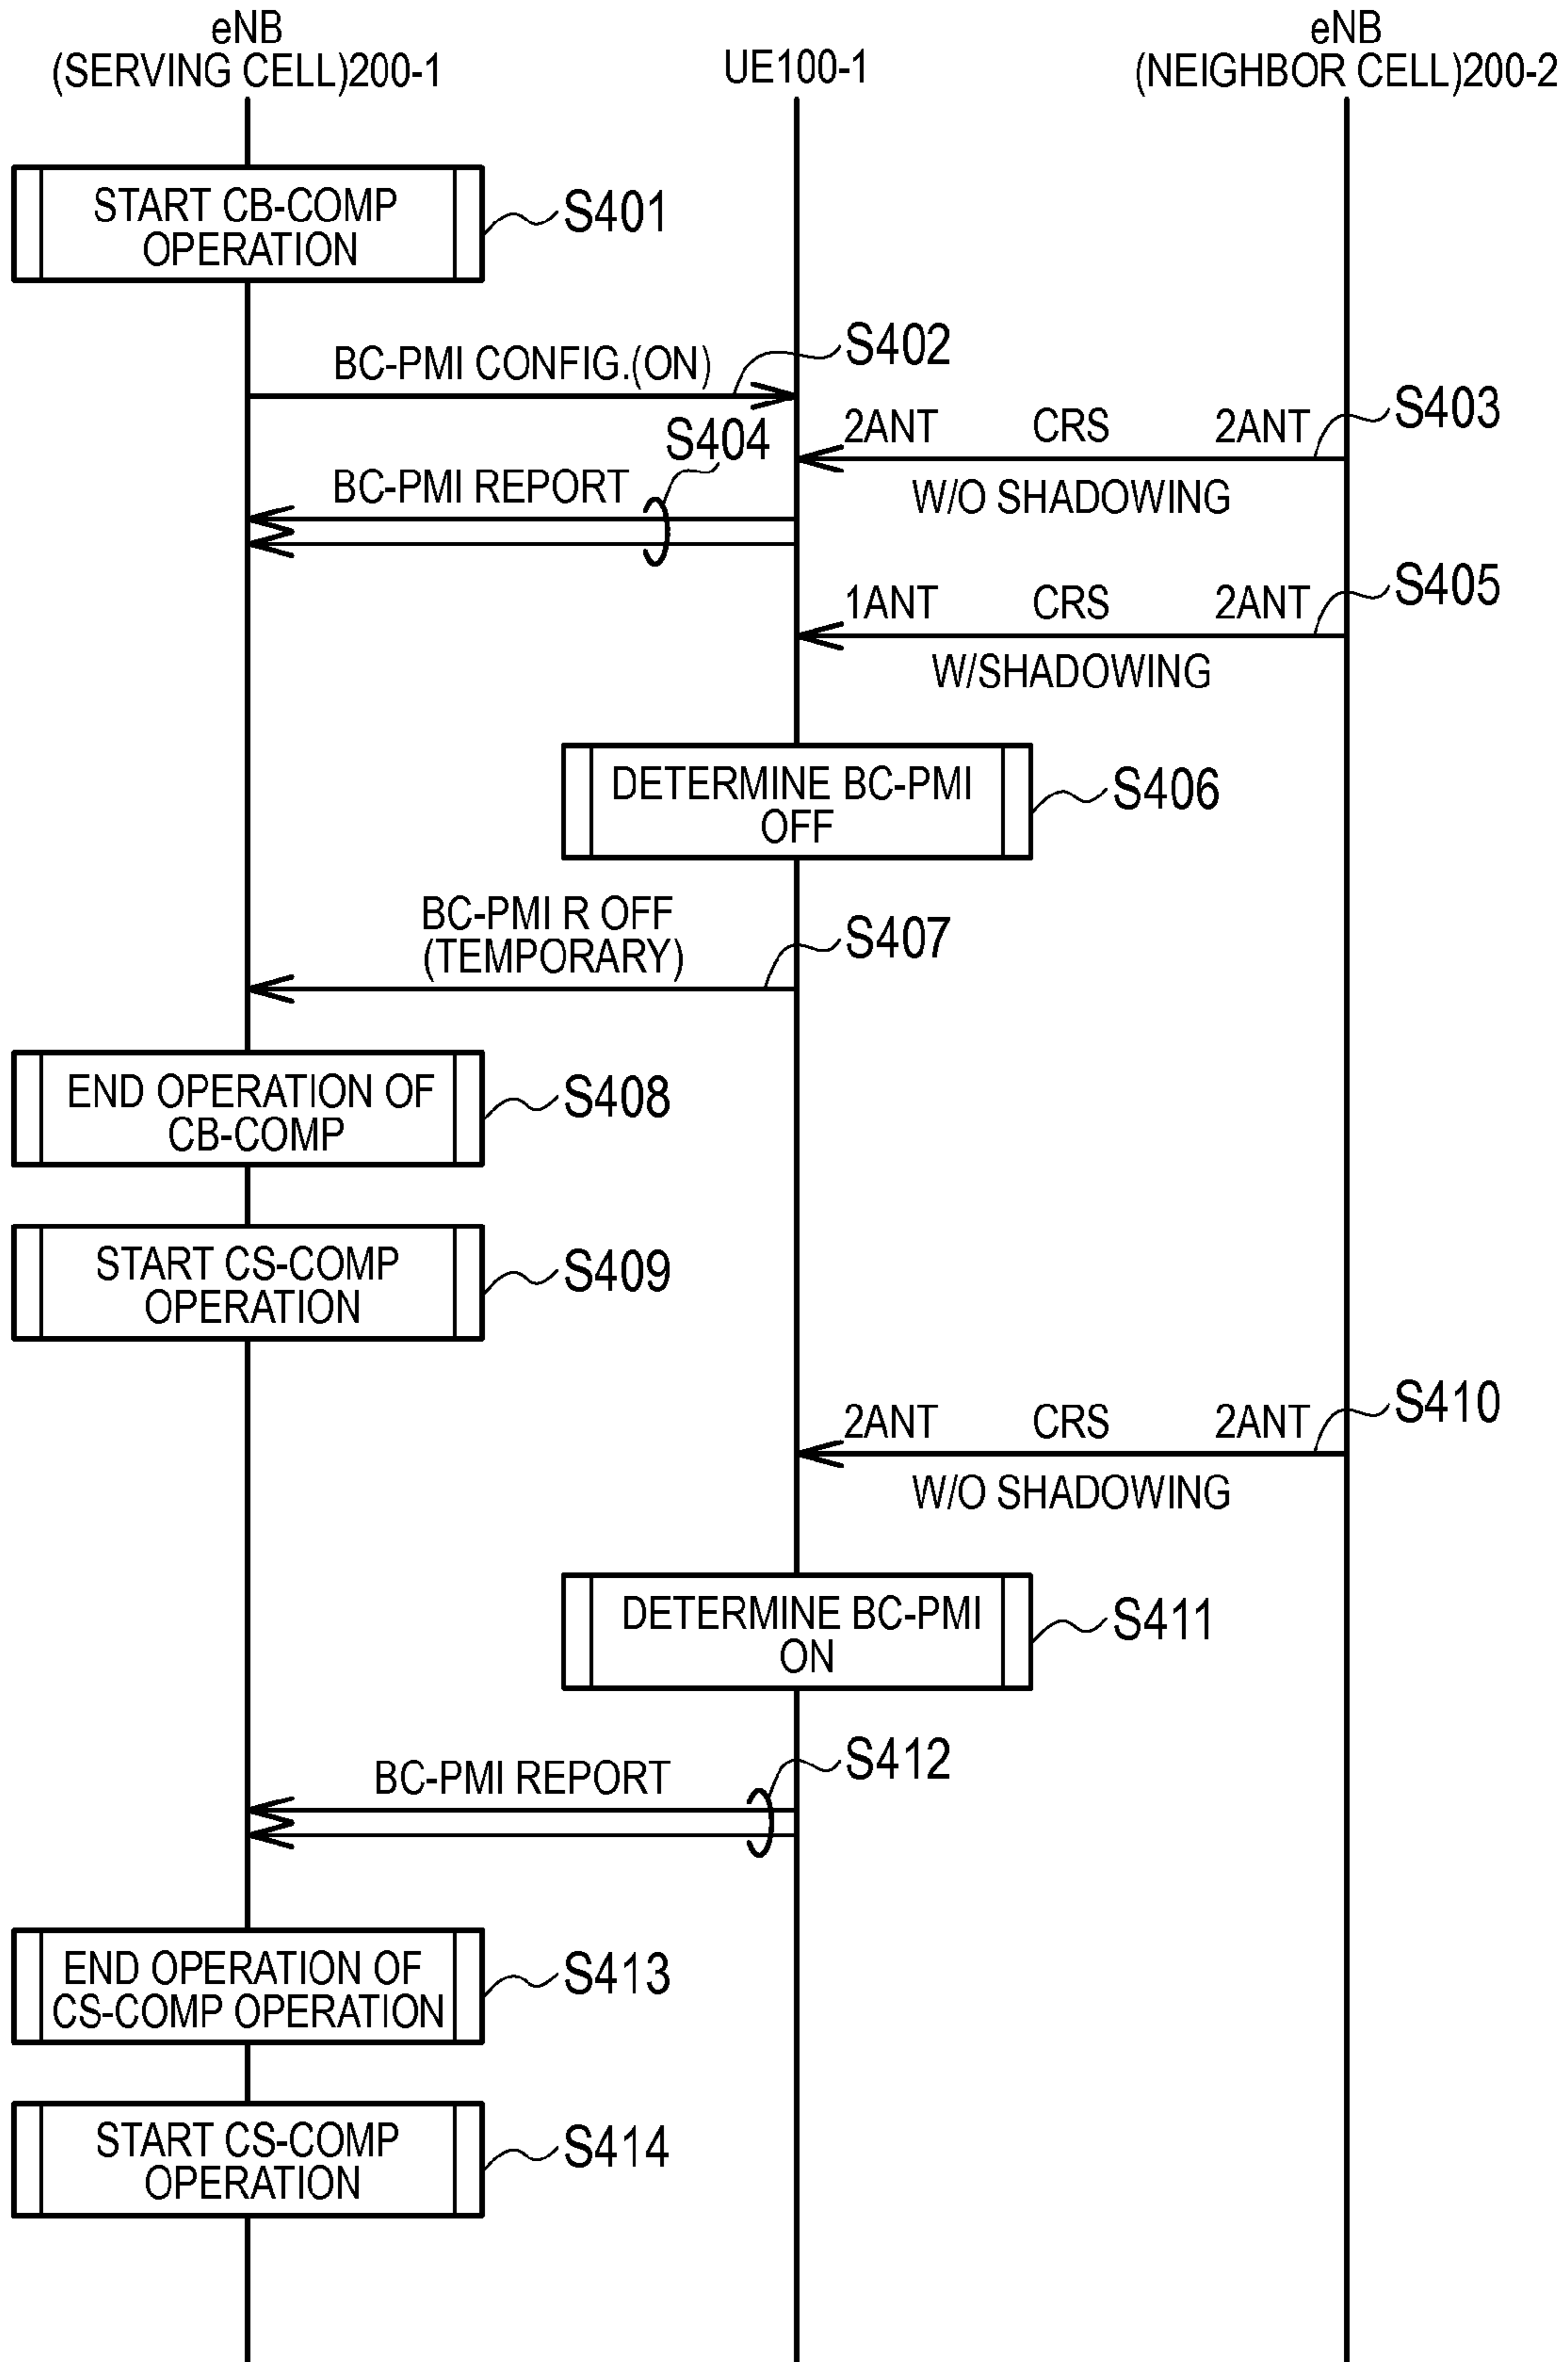 eNB
(SERVING CELL)200-1
UE100-1
eNB
(NEIGHBOR CELL)200-2
START CB-COMP
OPERATION
S401
BC-PMI CONFIG.(ON)
S402
2ANT CRS 2ANT
S403
W/O SHADOWING
S404
BC-PMI REPORT
1ANT CRS 2ANT
S405
W/SHADOWING
DETERMINE BC-PMI
OFF
S406
BC-PMI R OFF
(TEMPORARY)
S407
END OPERATION OF
CB-COMP
S408
START CS-COMP
OPERATION
S409
2ANT CRS 2ANT
S410
W/O SHADOWING
DETERMINE BC-PMI
ON
S411
BC-PMI REPORT
S412
END OPERATION OF
CS-COMP OPERATION
S413
START CS-COMP
OPERATION
S414